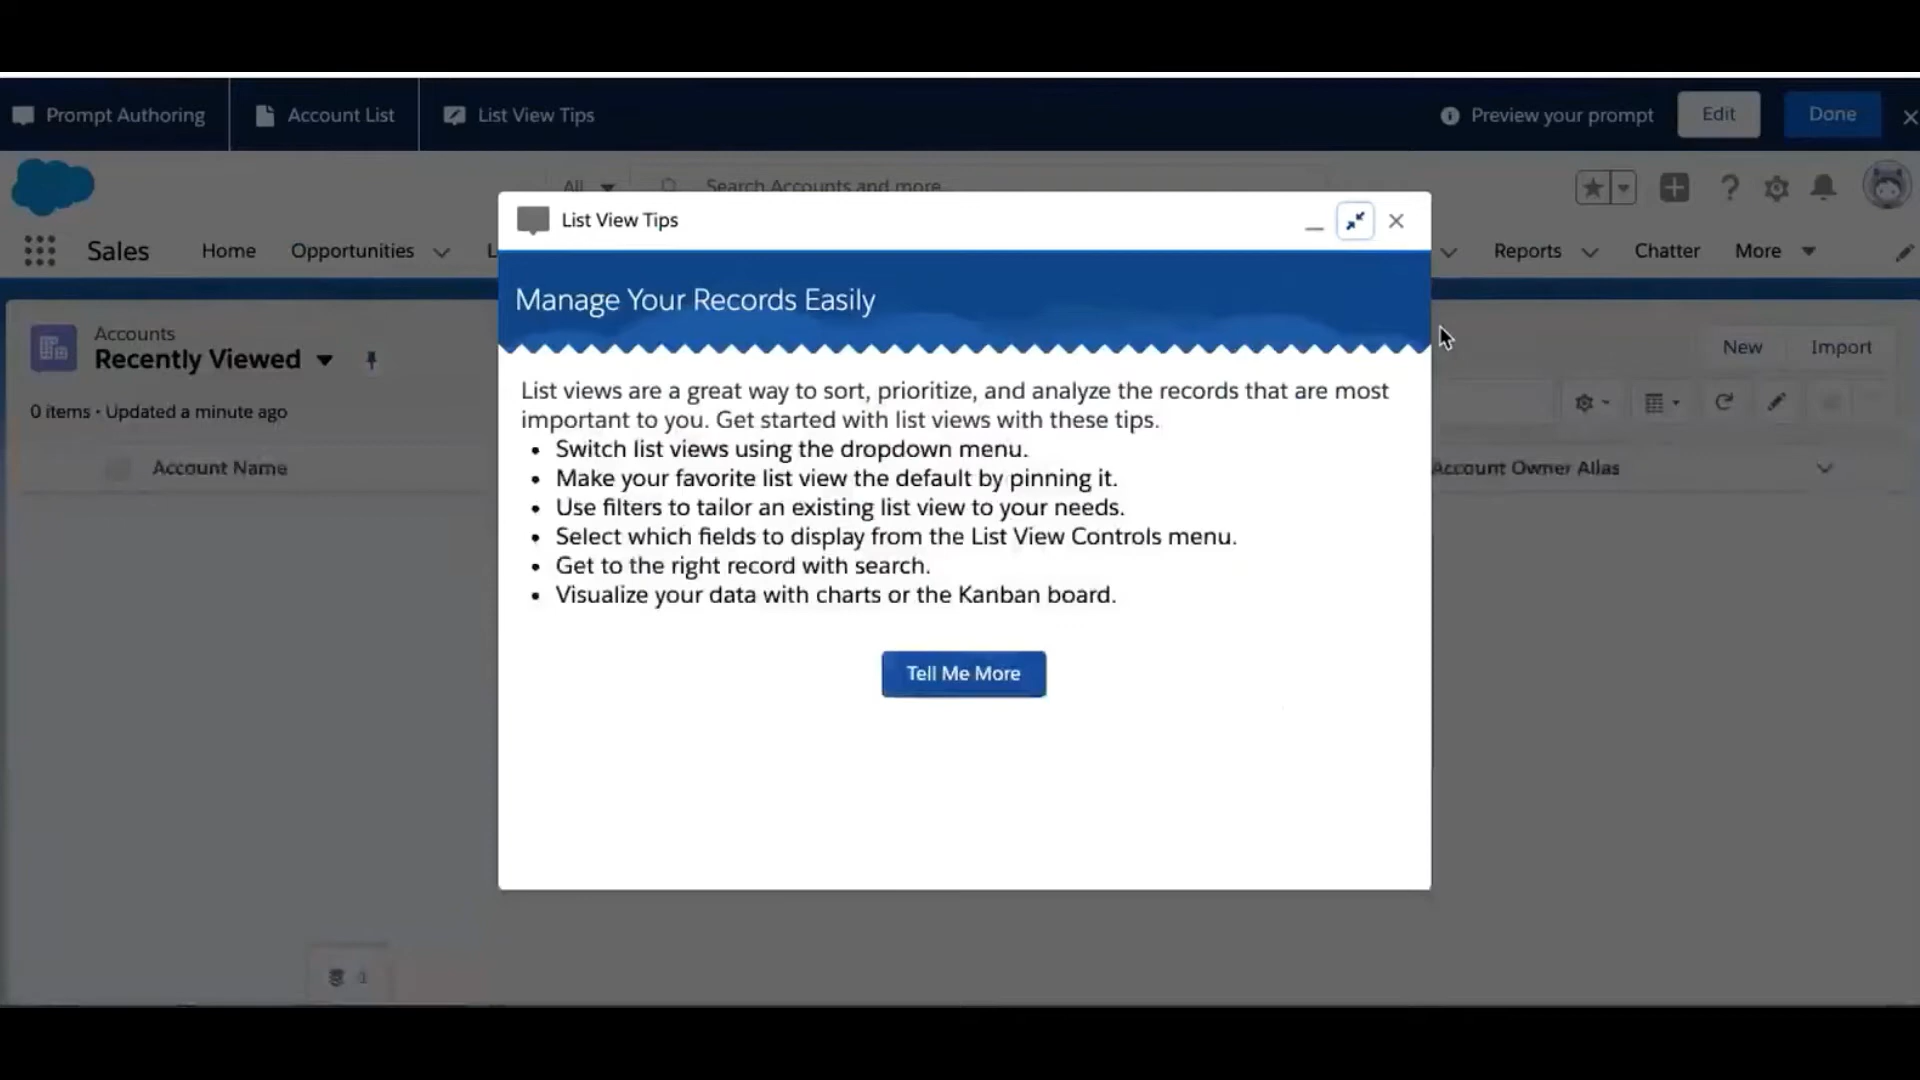 Prompt Authoring
Account List
List View Tips
Preview your prompt
Edit
Done
All
Search Accounts and more
Sales
Home
Opportunities
L
Reports
Chatter
More
List View Tips
Manage Your Records Easily
List views are a great way to sort, prioritize, and analyze the records that are most
important to you. Get started with list views with these tips.
• Switch list views using the dropdown menu.
• Make your favorite list view the default by pinning it.
• Use filters to tailor an existing list view to your needs.
• Select which fields to display from the List View Controls menu.
• Get to the right record with search.
• Visualize your data with charts or the Kanban board.
Tell Me More
Accounts
Recently Viewed
0 items • Updated a minute ago
New
Import
Account Name
Account Owner Alias